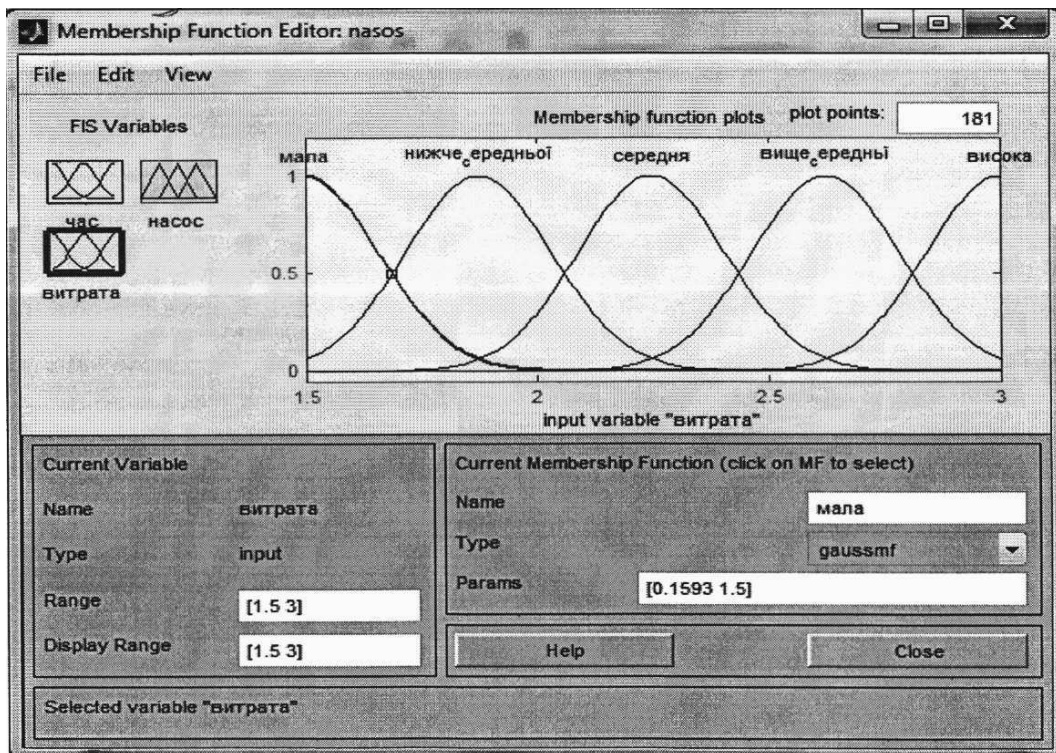 Membership Function Editor: nasos
File Edit View
FIS Variables
Membership function plots plot points: 181
час насос
витрата
мала нижче_середньої середня вище_середньї висока
1
0.5
0
1.5 2 2.5 3
input variable "витрата"
Current Variable
Name витрата
Type input
Range [1.5 3]
Display Range [1.5 3]
Current Membership Function (click on MF to select)
Name мала
Type gaussmf
Params [0.1593 1.5]
Help Close
Selected variable "витрата"